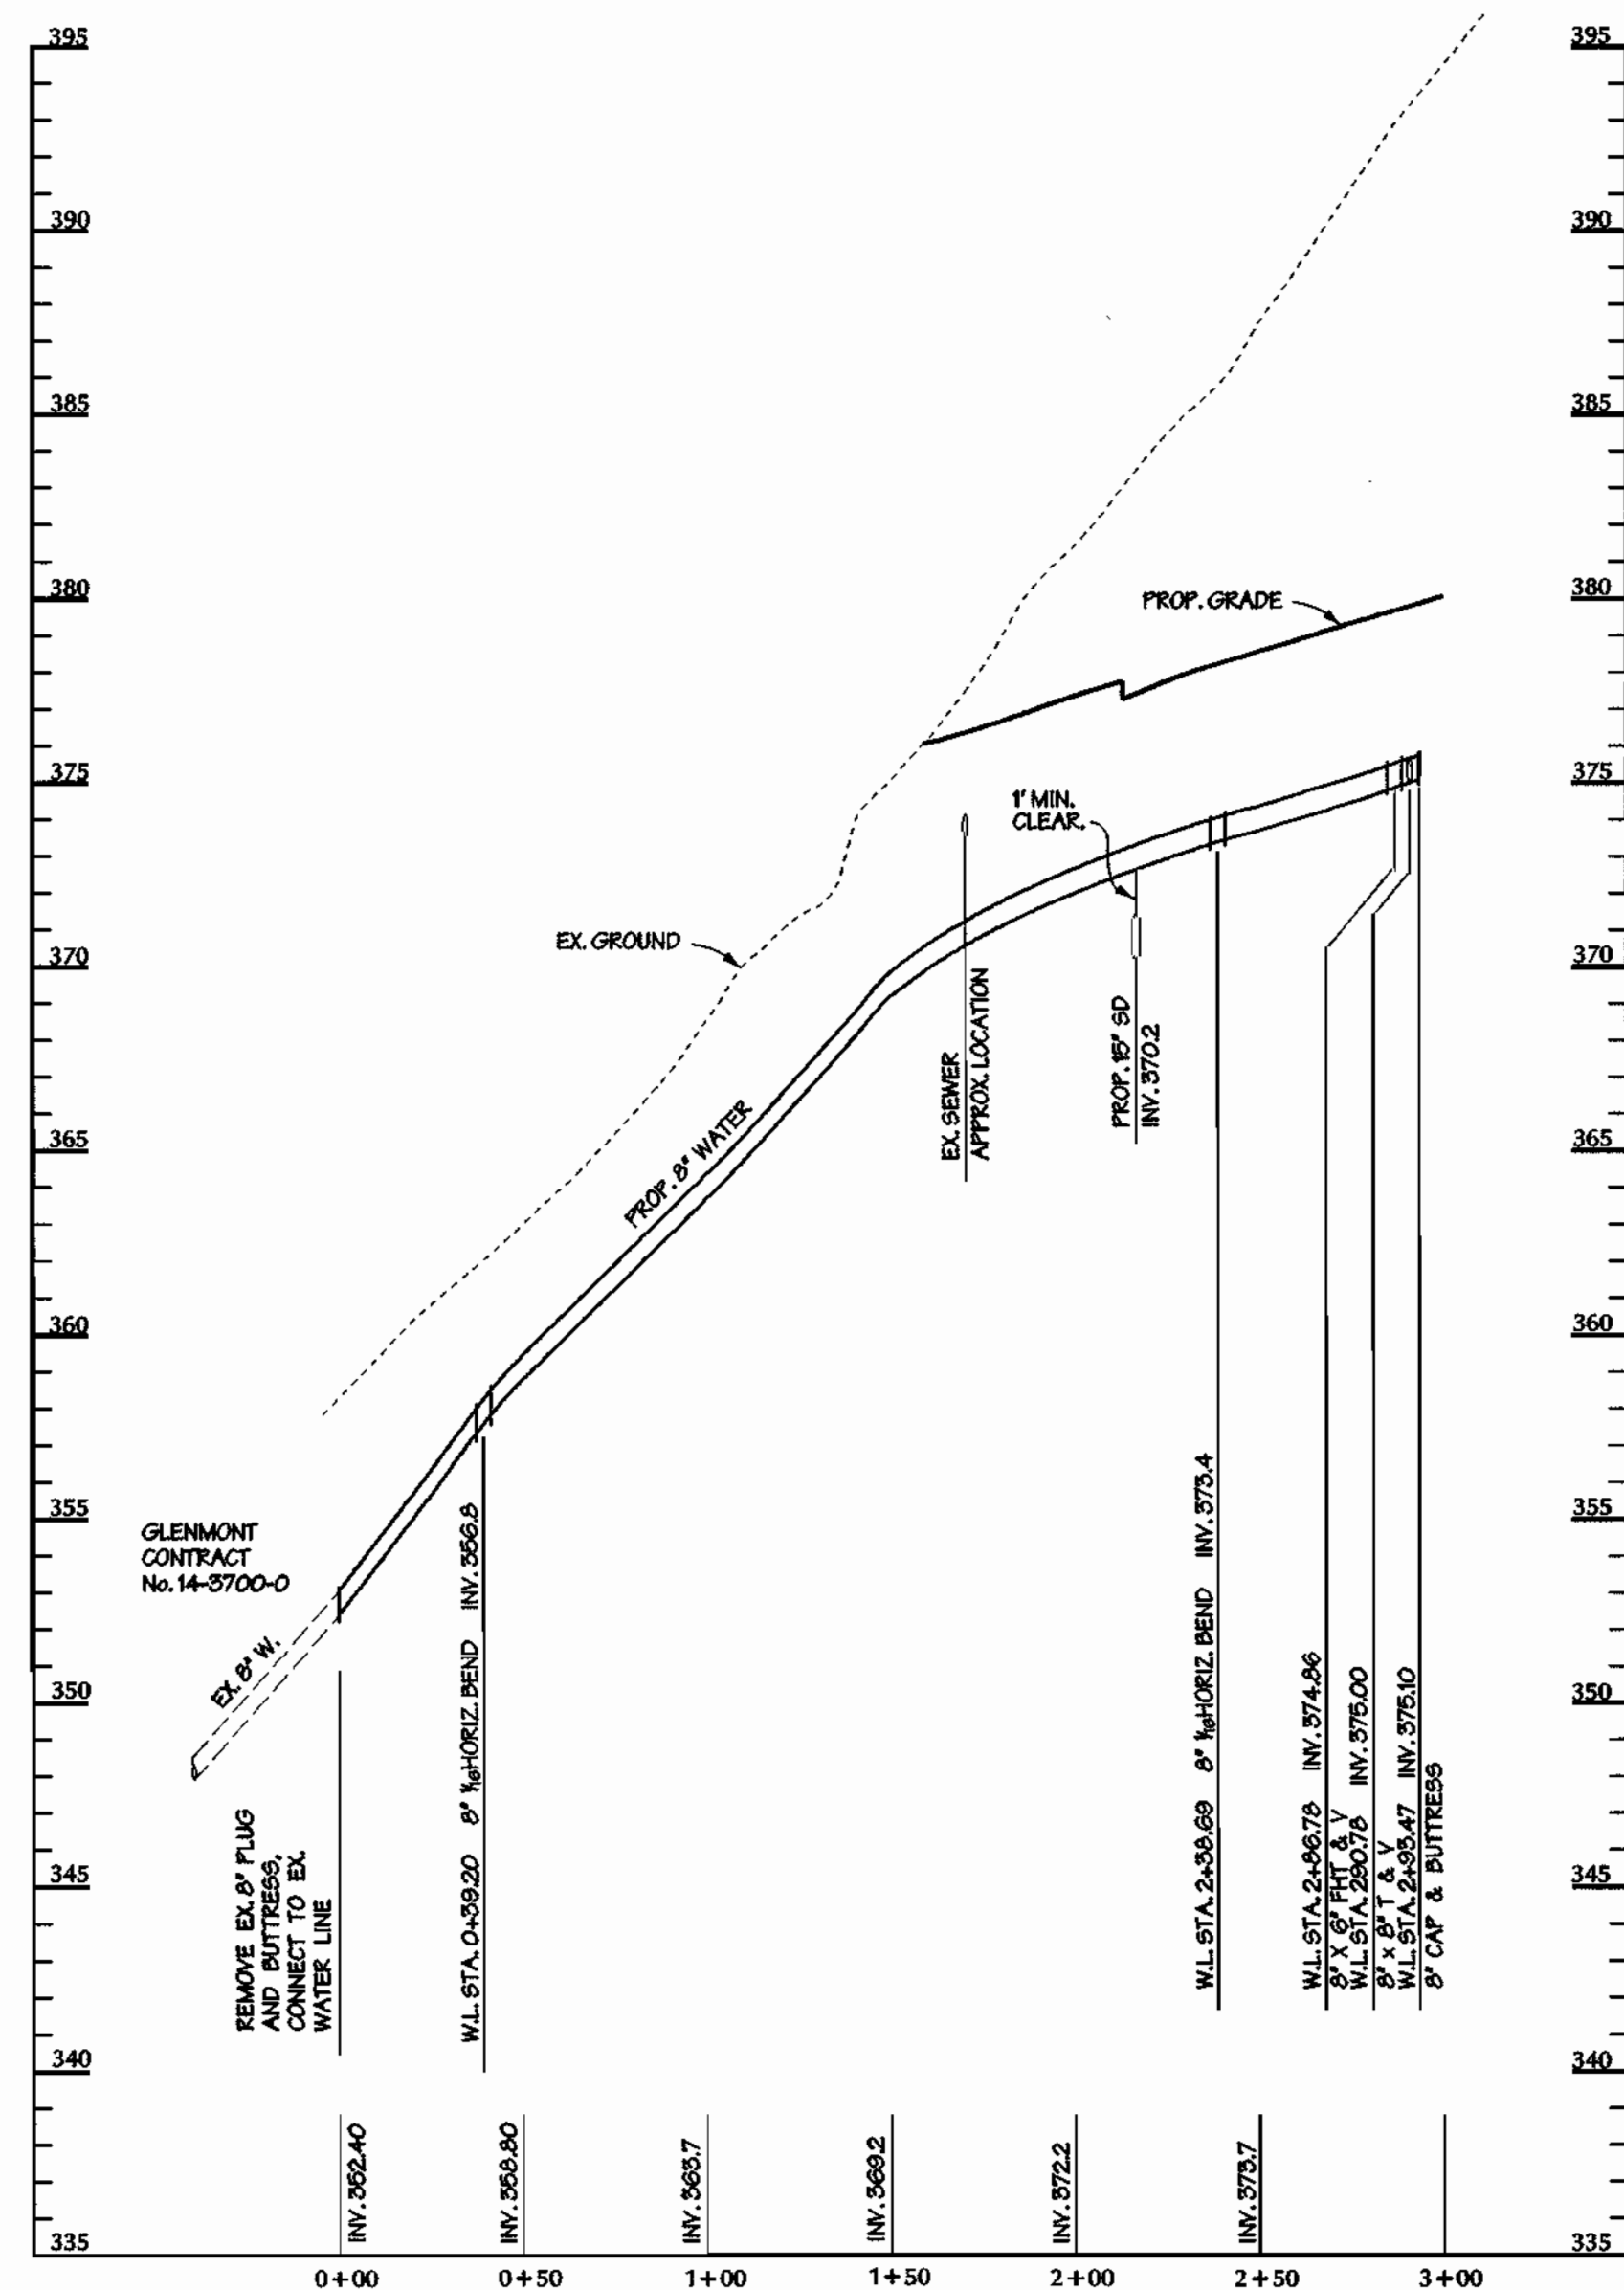 395
395
390
390
385
385
380
380
PROP. GRADE
375
375
1' MIN.
CLEAR.
EX. GROUND
370
370
EX. SEWER
APPROX. LOCATION
PROP. 15" SD
INV. 370.2
PROP. 8" WATER
365
365
360
360
355
355
GLENMONT
CONTRACT
No. 14-3700-0
EX. 8" W.
350
350
REMOVE EX. 8" PLUG
AND BUTTRESS,
CONNECT TO EX.
WATER LINE
W.L. STA. 0+39.20 8" 1/16 HORIZ. BEND INV. 356.8
W.L. STA. 2+38.69 8" 1/16 HORIZ. BEND INV. 373.4
W.L. STA. 2+86.78 INV. 374.86
8" X 6" FHT & V
W.L. STA. 290.78 INV. 375.00
8" X 8" T & V
W.L. STA. 2+93.47 INV. 375.10
8" CAP & BUTTRESS
345
345
340
340
INV. 352.40
INV. 358.80
INV. 363.7
INV. 369.2
INV. 372.2
INV. 373.7
335
335
0+00
0+50
1+00
1+50
2+00
2+50
3+00